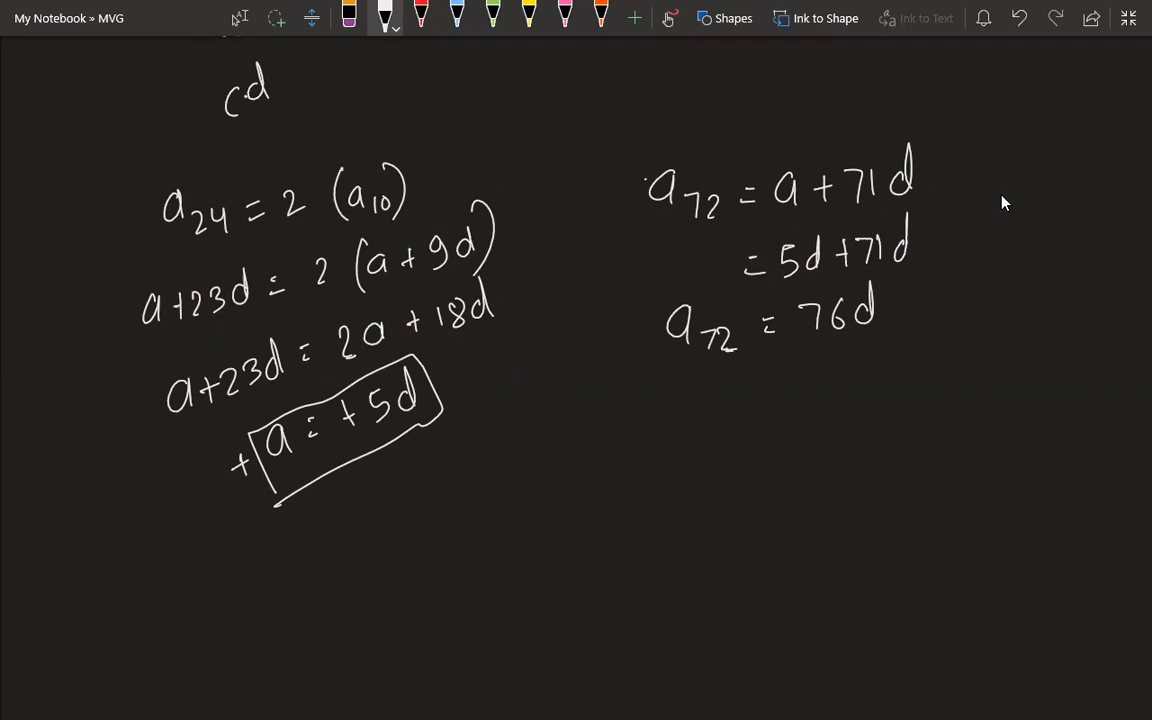 My Notebook » MVG
Shapes
Ink to Shape
Ink to Text
cd
a24 = 2 (a10)
a+23d = 2 (a + 9d)
a+23d = 2a + 18d
+ a = +5d
a72 = a + 71d
= 5d + 71d
a72 = 76d